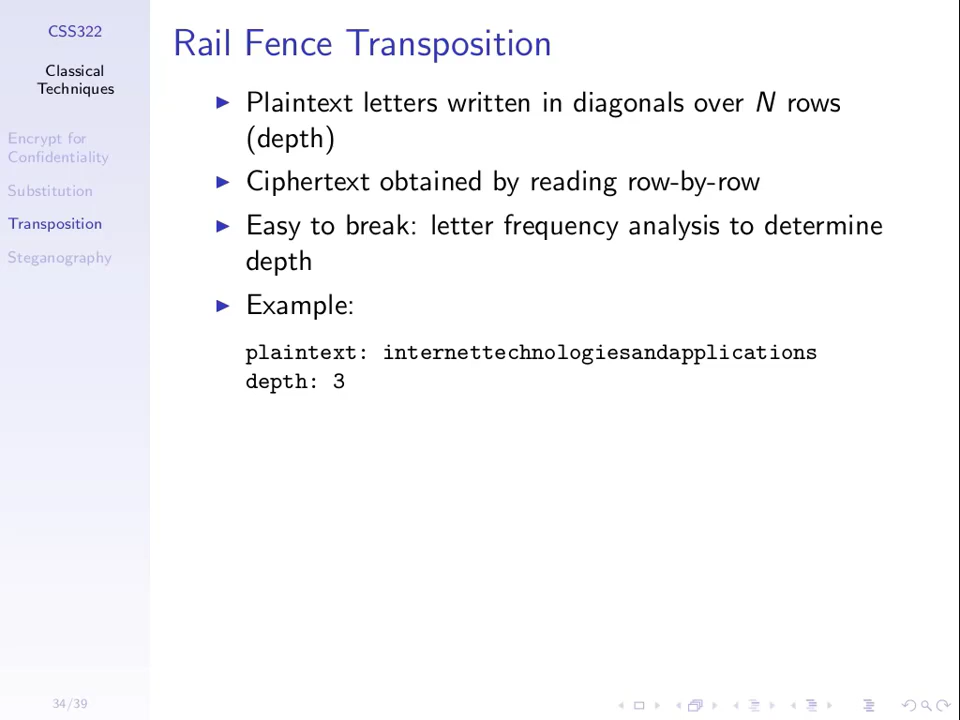 CSS322
Classical
Techniques
Encrypt for
Confidentiality
Substitution
Transposition
Steganography
Rail Fence Transposition
Plaintext letters written in diagonals over N rows
(depth)
Ciphertext obtained by reading row-by-row
Easy to break: letter frequency analysis to determine
depth
Example:
plaintext: internettechnologiesandapplications
depth: 3
34/39